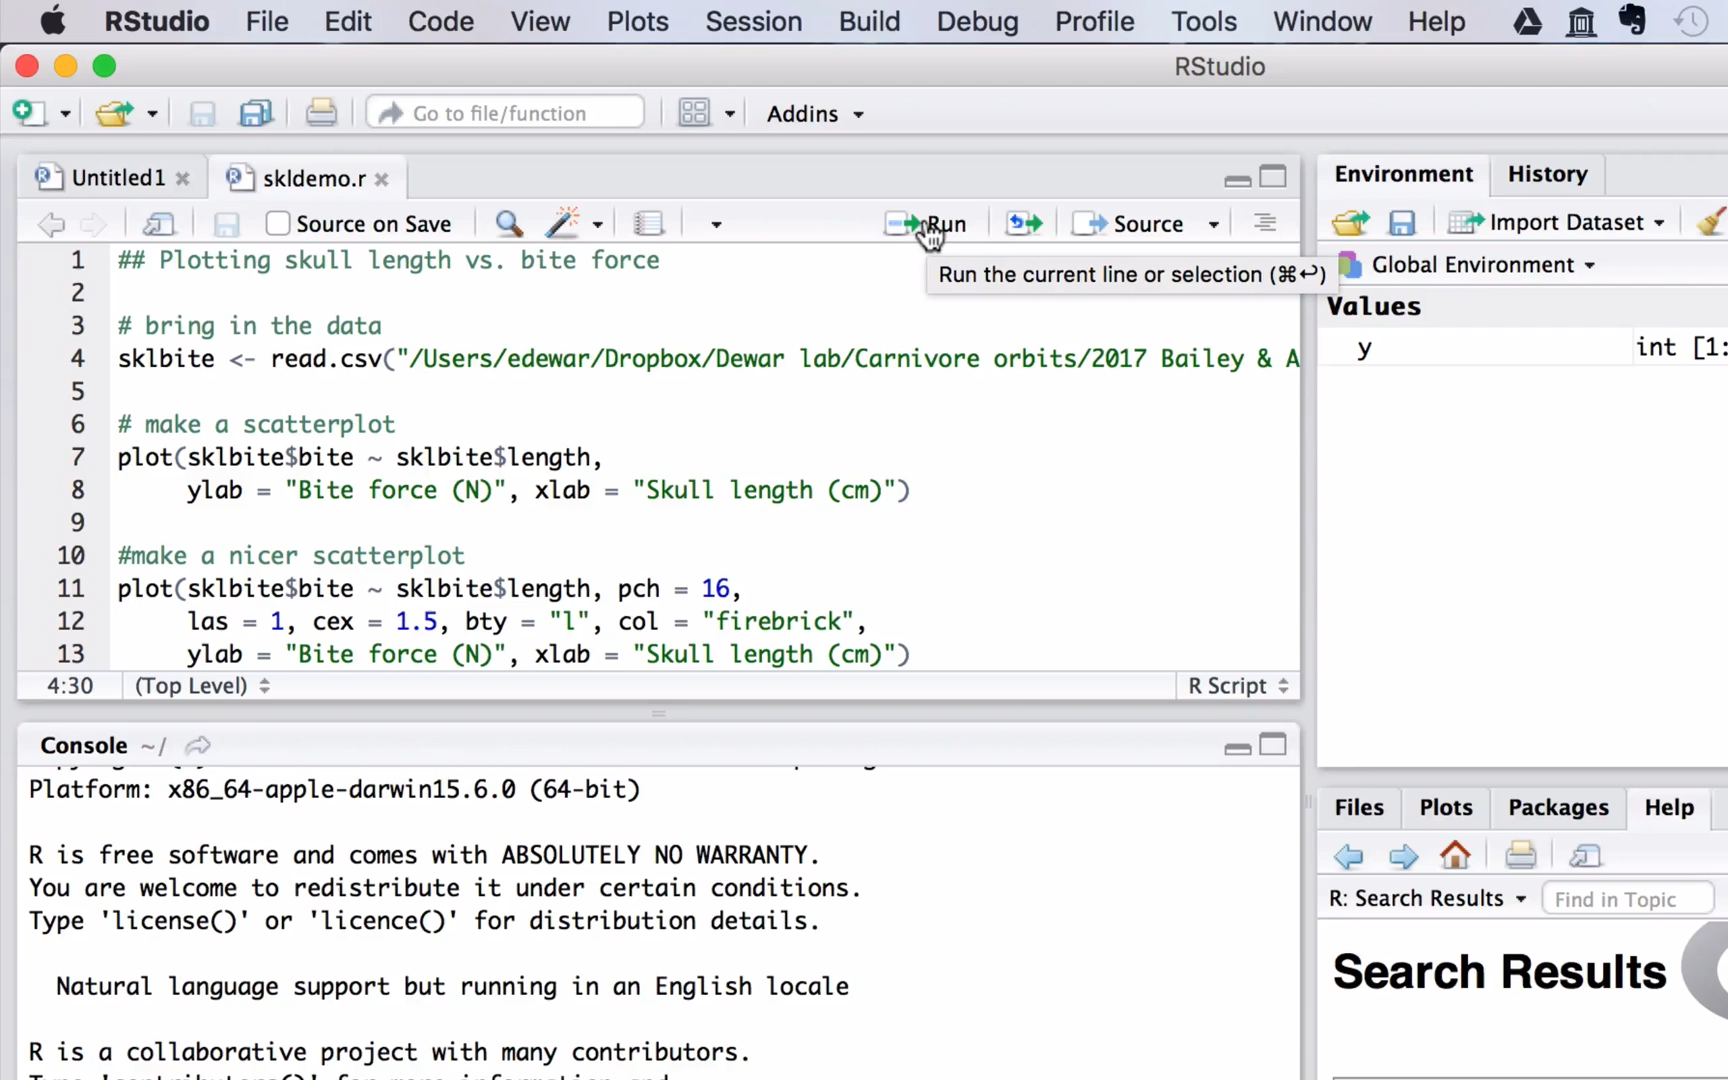 RStudio File Edit Code View Plots Session Build Debug Profile Tools Window Help
RStudio
Go to file/function Addins
Untitled1 skldemo.r
Source on Save Run Source
Run the current line or selection (⌘↩)
1 ## Plotting skull length vs. bite force
2
3 # bring in the data
4 sklbite <- read.csv("/Users/edewar/Dropbox/Dewar lab/Carnivore orbits/2017 Bailey & A
5
6 # make a scatterplot
7 plot(sklbite$bite ~ sklbite$length,
8 ylab = "Bite force (N)", xlab = "Skull length (cm)")
9
10 #make a nicer scatterplot
11 plot(sklbite$bite ~ sklbite$length, pch = 16,
12 las = 1, cex = 1.5, bty = "l", col = "firebrick",
13 ylab = "Bite force (N)", xlab = "Skull length (cm)")
4:30 (Top Level) R Script
Console ~/
Platform: x86_64-apple-darwin15.6.0 (64-bit)
R is free software and comes with ABSOLUTELY NO WARRANTY.
You are welcome to redistribute it under certain conditions.
Type 'license()' or 'licence()' for distribution details.
Natural language support but running in an English locale
R is a collaborative project with many contributors.
Environment History
Import Dataset
Global Environment
Values
y int [1:
Files Plots Packages Help
R: Search Results Find in Topic
Search Results